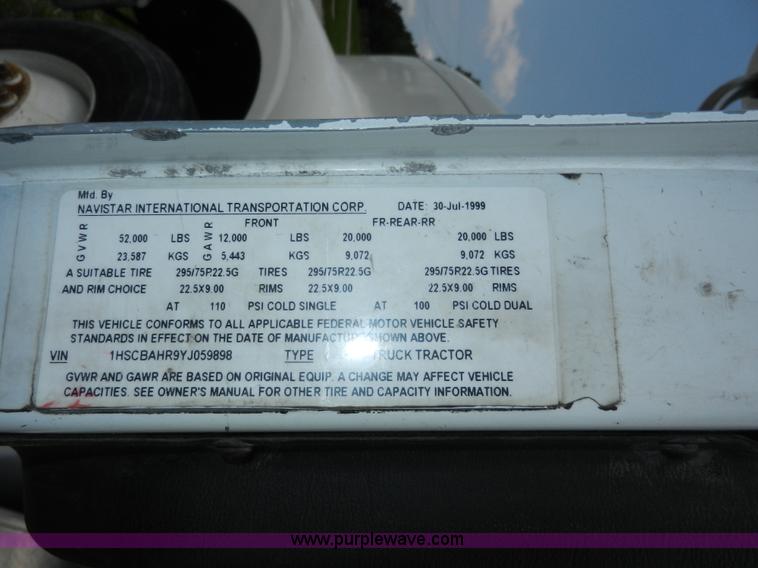 Mfd. By
NAVISTAR INTERNATIONAL TRANSPORTATION CORP. DATE: 30-Jul-1999
GVWR GAWR FRONT FR-REAR-RR
52,000 LBS 12,000 LBS 20,000 20,000 LBS
23,587 KGS 5,443 KGS 9,072 9,072 KGS
A SUITABLE TIRE 295/75R22.5G TIRES 295/75R22.5G 295/75R22.5G TIRES
AND RIM CHOICE 22.5X9.00 RIMS 22.5X9.00 22.5X9.00 RIMS
AT 110 PSI COLD SINGLE AT 100 PSI COLD DUAL
THIS VEHICLE CONFORMS TO ALL APPLICABLE FEDERAL MOTOR VEHICLE SAFETY
STANDARDS IN EFFECT ON THE DATE OF MANUFACTURE SHOWN ABOVE.
VIN 1HSCBAHR9YJ059898 TYPE TRUCK TRACTOR
GVWR AND GAWR ARE BASED ON ORIGINAL EQUIP. A CHANGE MAY AFFECT VEHICLE
CAPACITIES. SEE OWNER'S MANUAL FOR OTHER TIRE AND CAPACITY INFORMATION.
www.purplewave.com